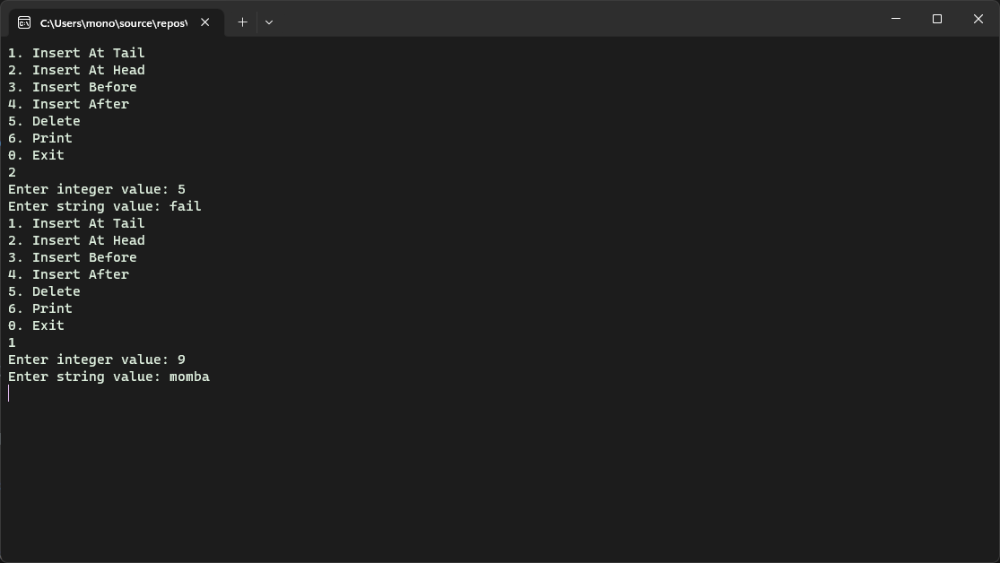 C:\Users\mono\source\repos\
1. Insert At Tail
2. Insert At Head
3. Insert Before
4. Insert After
5. Delete
6. Print
0. Exit
2
Enter integer value: 5
Enter string value: fail
1. Insert At Tail
2. Insert At Head
3. Insert Before
4. Insert After
5. Delete
6. Print
0. Exit
1
Enter integer value: 9
Enter string value: momba